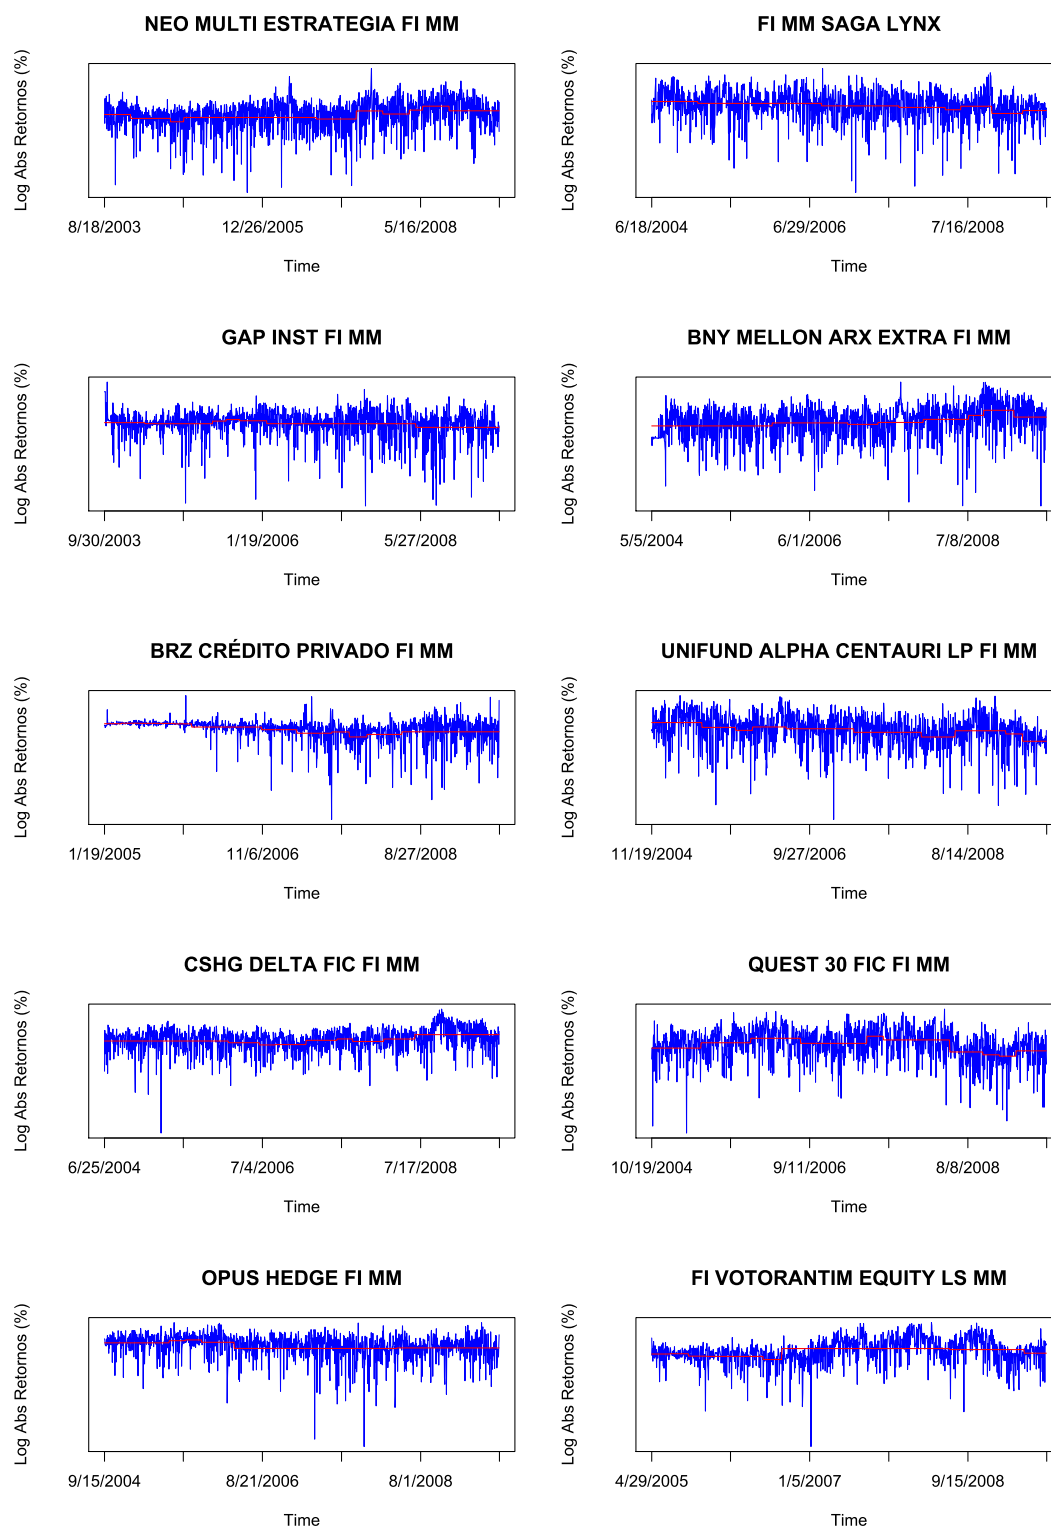 NEO MULTI ESTRATEGIA FI MM
Log Abs Retornos (%)
8/18/2003 12/26/2005 5/16/2008
Time
FI MM SAGA LYNX
Log Abs Retornos (%)
6/18/2004 6/29/2006 7/16/2008
Time
GAP INST FI MM
Log Abs Retornos (%)
9/30/2003 1/19/2006 5/27/2008
Time
BNY MELLON ARX EXTRA FI MM
Log Abs Retornos (%)
5/5/2004 6/1/2006 7/8/2008
Time
BRZ CRÉDITO PRIVADO FI MM
Log Abs Retornos (%)
1/19/2005 11/6/2006 8/27/2008
Time
UNIFUND ALPHA CENTAURI LP FI MM
Log Abs Retornos (%)
11/19/2004 9/27/2006 8/14/2008
Time
CSHG DELTA FIC FI MM
Log Abs Retornos (%)
6/25/2004 7/4/2006 7/17/2008
Time
QUEST 30 FIC FI MM
Log Abs Retornos (%)
10/19/2004 9/11/2006 8/8/2008
Time
OPUS HEDGE FI MM
Log Abs Retornos (%)
9/15/2004 8/21/2006 8/1/2008
Time
FI VOTORANTIM EQUITY LS MM
Log Abs Retornos (%)
4/29/2005 1/5/2007 9/15/2008
Time